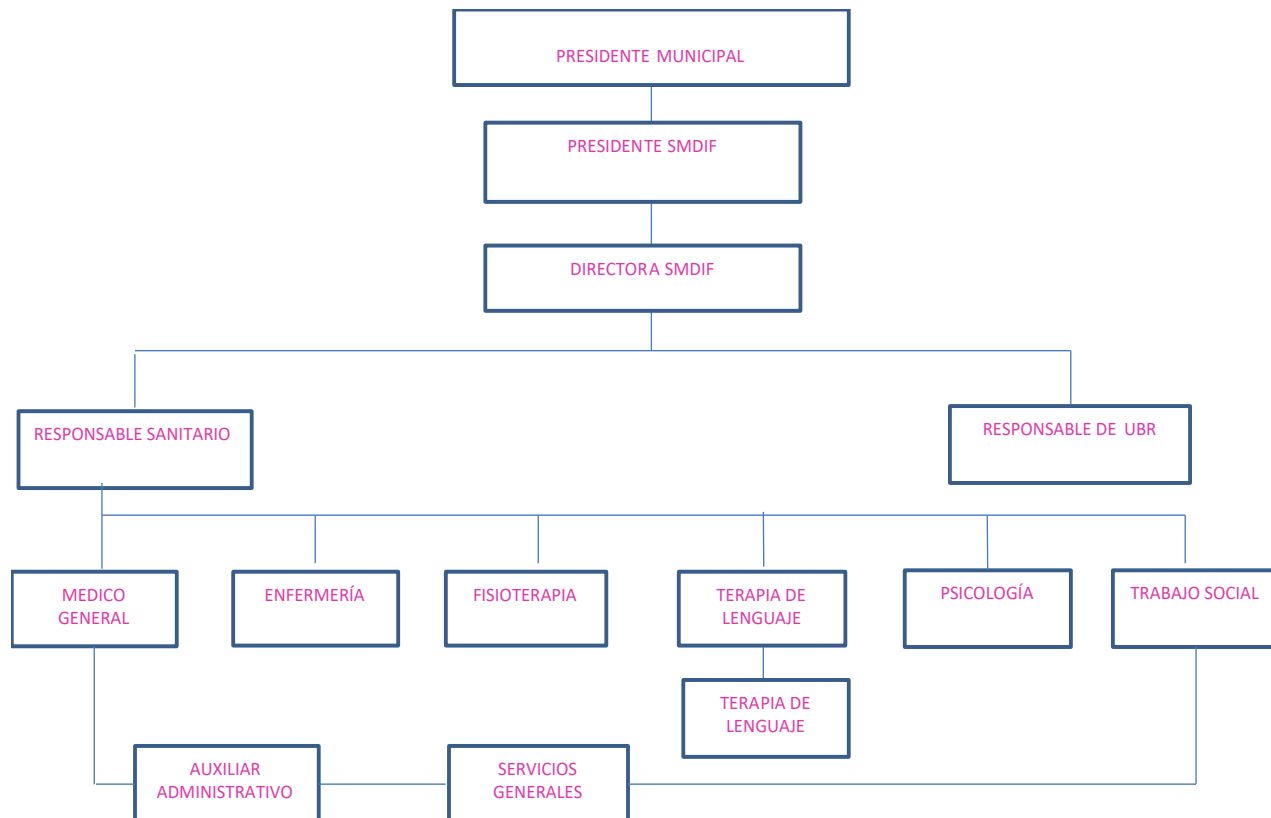 PRESIDENTE MUNICIPAL
PRESIDENTE SMDIF
DIRECTORA SMDIF
RESPONSABLE SANITARIO
RESPONSABLE DE UBR
MEDICO
GENERAL
ENFERMERÍA
FISIOTERAPIA
TERAPIA DE
LENGUAJE
PSICOLOGÍA
TRABAJO SOCIAL
TERAPIA DE
LENGUAJE
AUXILIAR
ADMINISTRATIVO
SERVICIOS
GENERALES